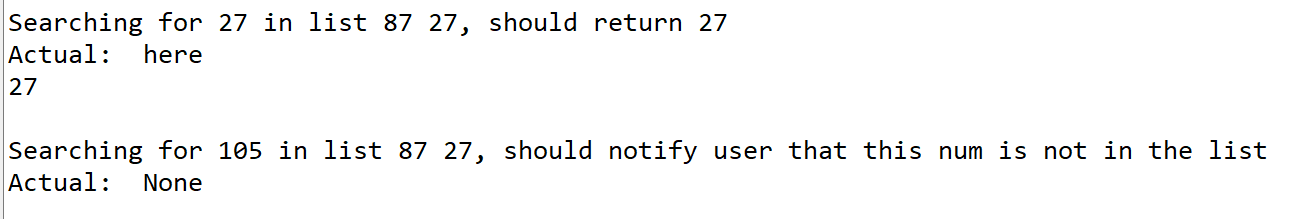 Searching for 27 in list 87 27, should return 27
Actual:  here
27
Searching for 105 in list 87 27, should notify user that this num is not in the list
Actual:  None